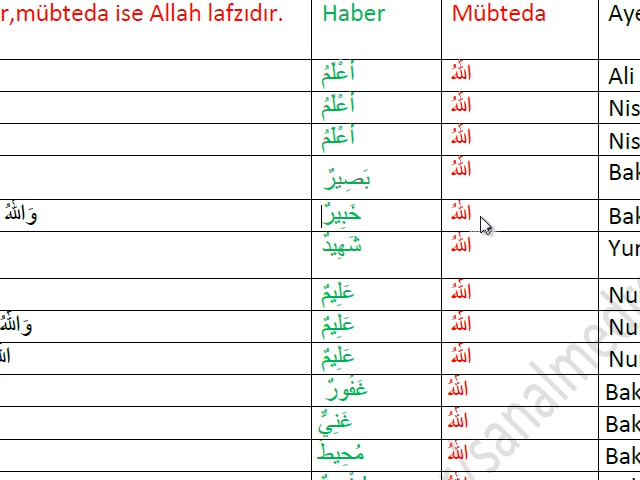 r,mübteda ise Allah lafzıdır. Haber Mübteda Aye
أَعْلَمُ اللّٰهُ Ali
أَعْلَمُ اللّٰهُ Nis
أَعْلَمُ اللّٰهُ Nis
بَصِيرٌ اللّٰهُ Bak
وَاللّٰهُ خَبِيرٌ اللّٰهُ Bak
شَهِيدٌ اللّٰهُ Yun
عَلِيمٌ اللّٰهُ Nu
وَاللّٰهُ عَلِيمٌ اللّٰهُ Nu
عَلِيمٌ اللّٰهُ Nu
غَفُورٌ اللّٰهُ Bak
غَنِيٌّ اللّٰهُ Bak
مُحِيطٌ اللّٰهُ Bak